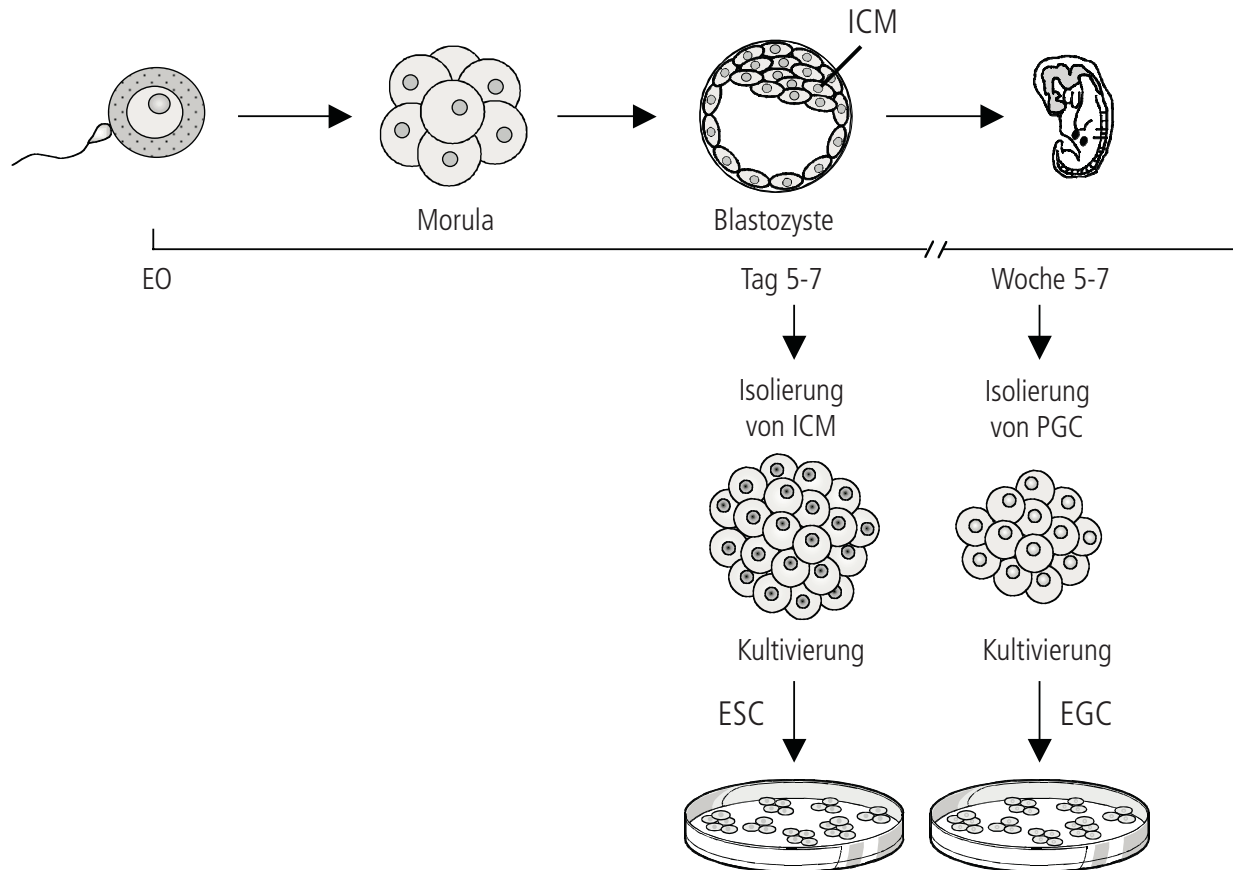 ICM
Morula
Blastozyste
EO
Tag 5-7
Woche 5-7
Isolierung
von ICM
Isolierung
von PGC
Kultivierung
Kultivierung
ESC
EGC